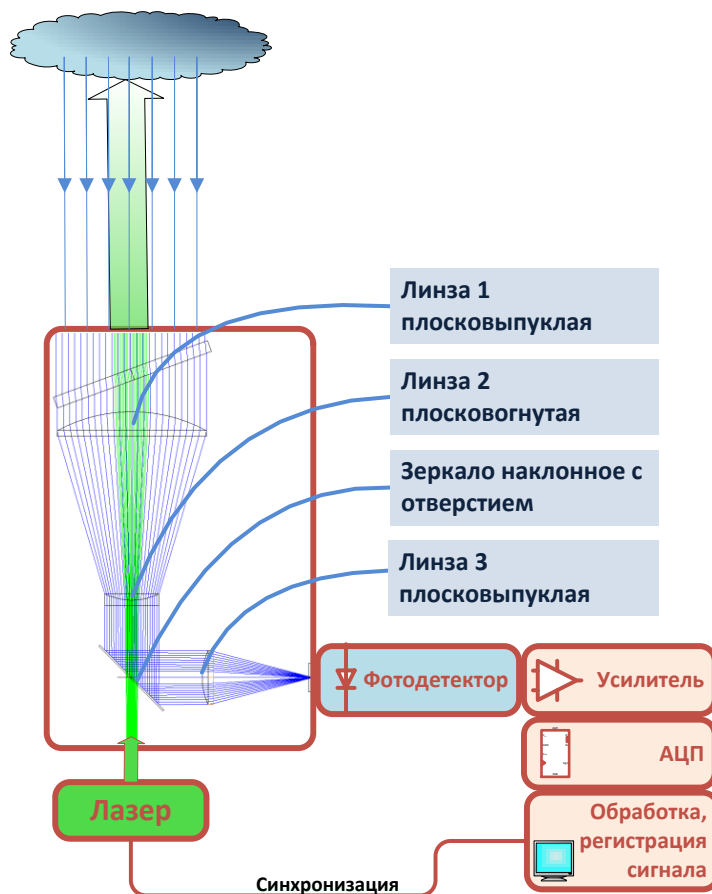 Линза 1
плосковыпуклая
Линза 2
плосковогнутая
Зеркало наклонное с
отверстием
Линза 3
плосковыпуклая
Фотодетектор
Усилитель
АЦП
Лазер
Обработка,
регистрация
сигнала
Синхронизация